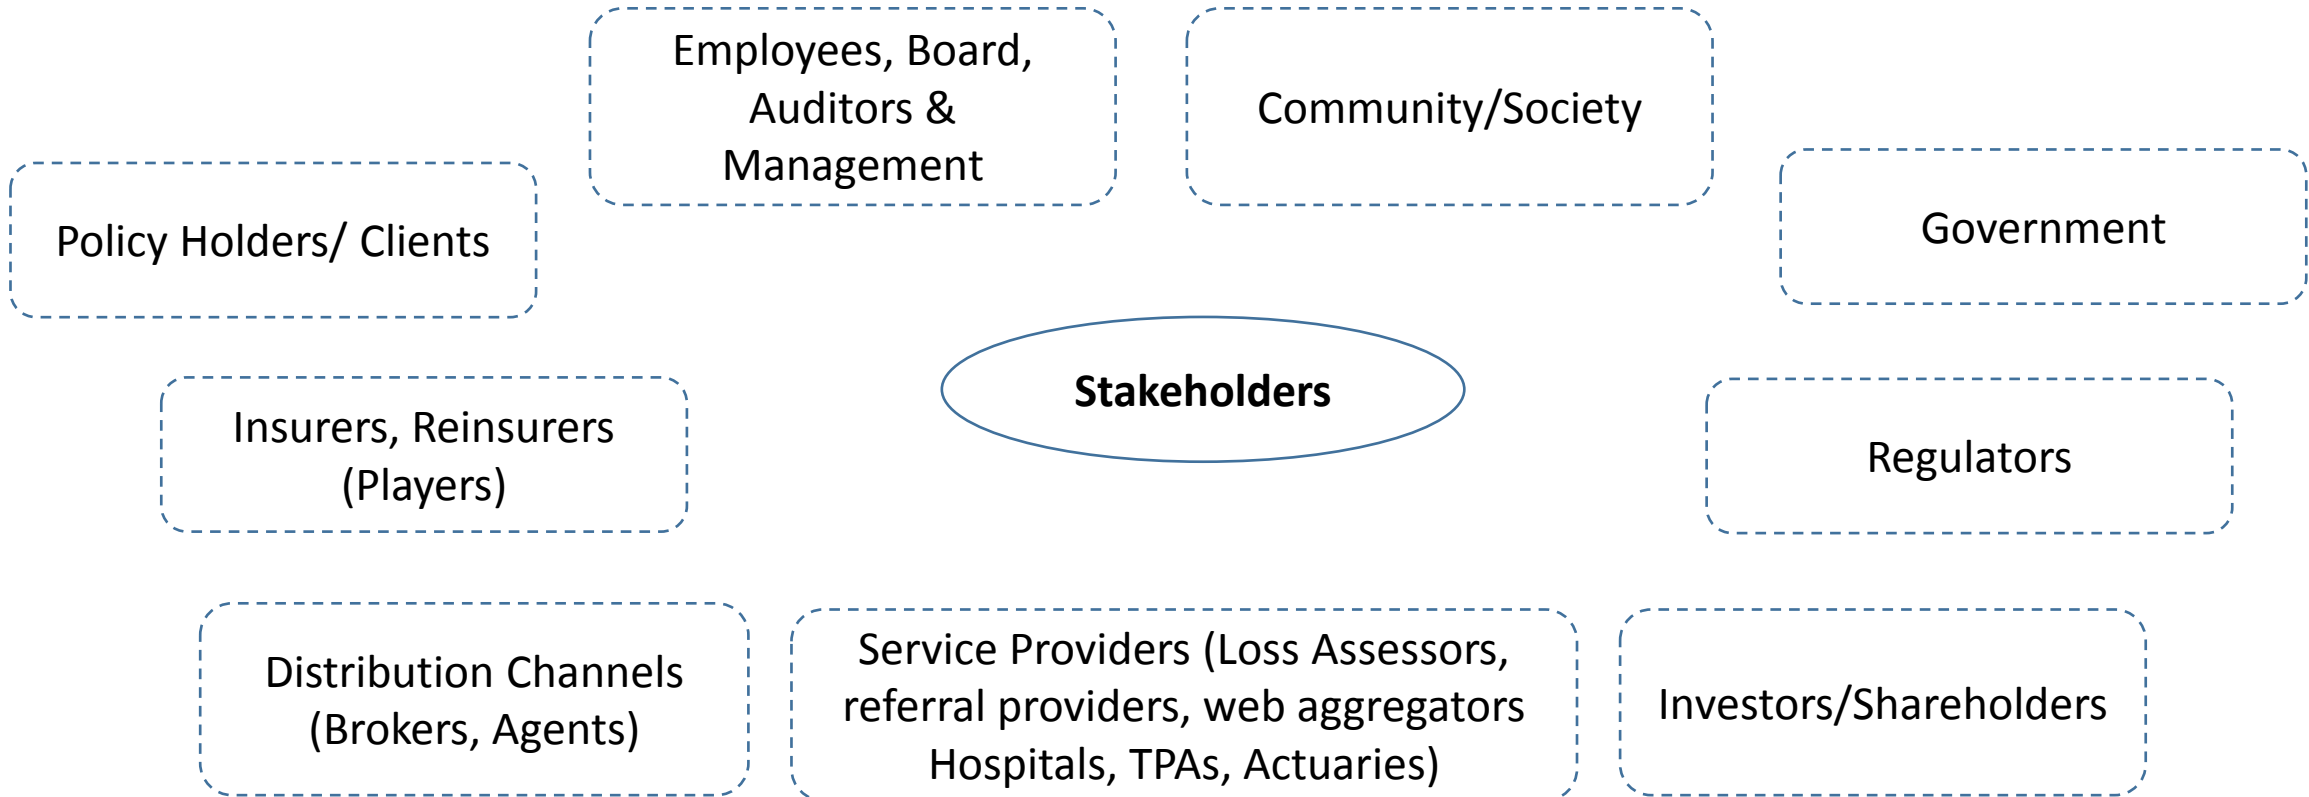 Employees, Board,
Auditors &
Management
Community/Society
Policy Holders/ Clients
Government
Stakeholders
Insurers, Reinsurers
(Players)
Regulators
Distribution Channels
(Brokers, Agents)
Service Providers (Loss Assessors,
referral providers, web aggregators
Hospitals, TPAs, Actuaries)
Investors/Shareholders